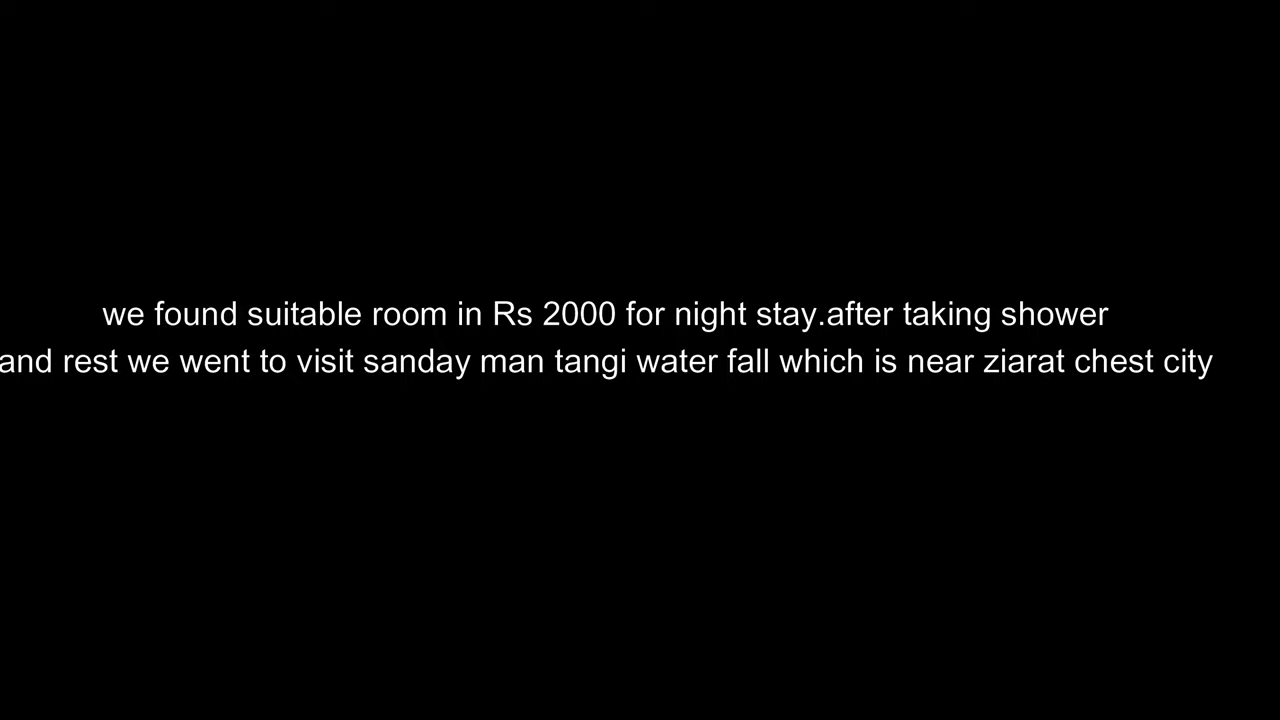 we found suitable room in Rs 2000 for night stay.after taking shower
and rest we went to visit sanday man tangi water fall which is near ziarat chest city